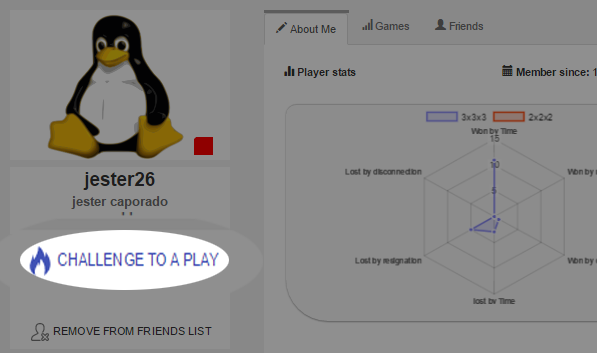 About Me
Games
Friends
Player stats
Member since: 1
3x3x3
2x2x2
Won by Time
15
10
5
Lost by disconnection
Won by
Lost by resignation
Won by
lost by Time
jester26
jester caporado
CHALLENGE TO A PLAY
REMOVE FROM FRIENDS LIST